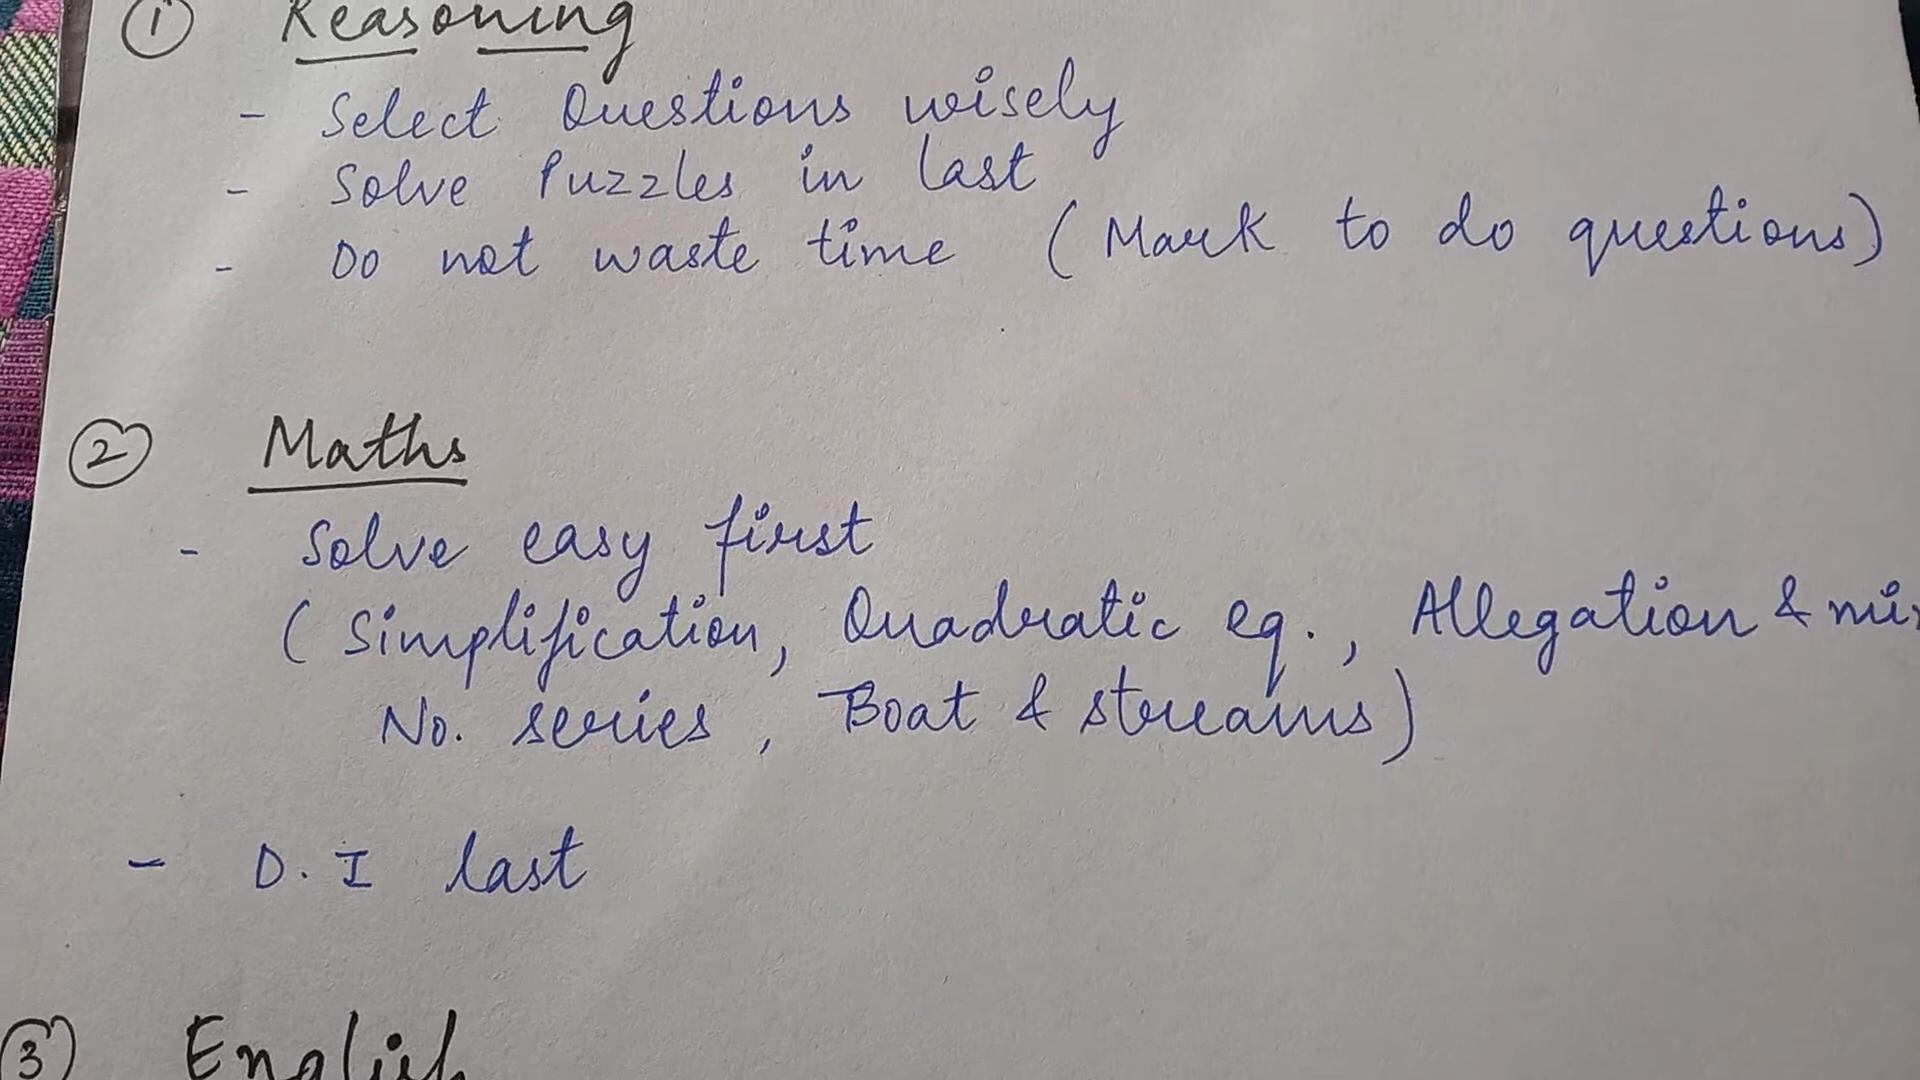 ① Reasoning
- Select Questions wisely
- Solve Puzzles in last
- Do not waste time (Mark to do questions)
② Maths
- Solve easy first
(Simplification, Quadratic eq., Allegation &
No. series, Boat & streams)
- D.I last
③ English